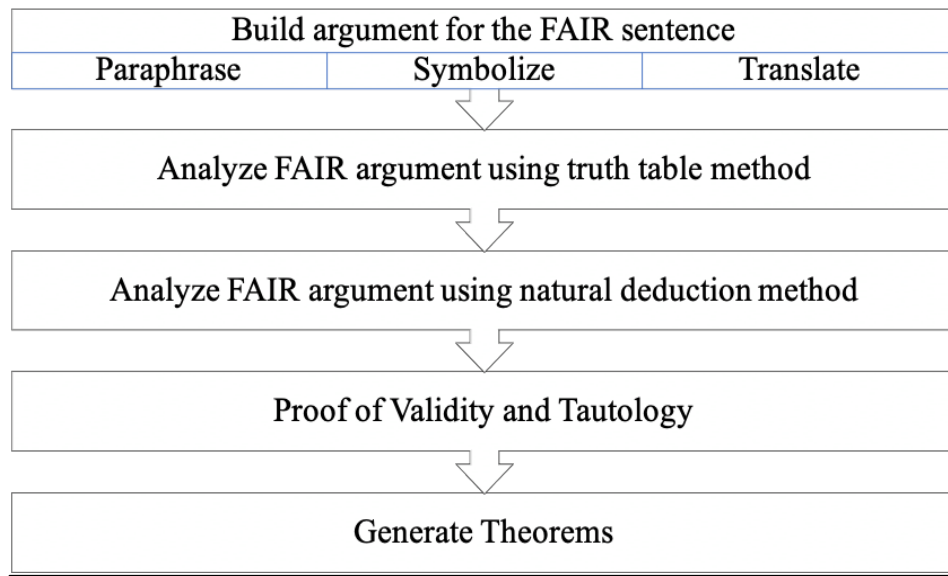 Build argument for the FAIR sentence
Paraphrase Symbolize Translate
Analyze FAIR argument using truth table method
Analyze FAIR argument using natural deduction method
Proof of Validity and Tautology
Generate Theorems